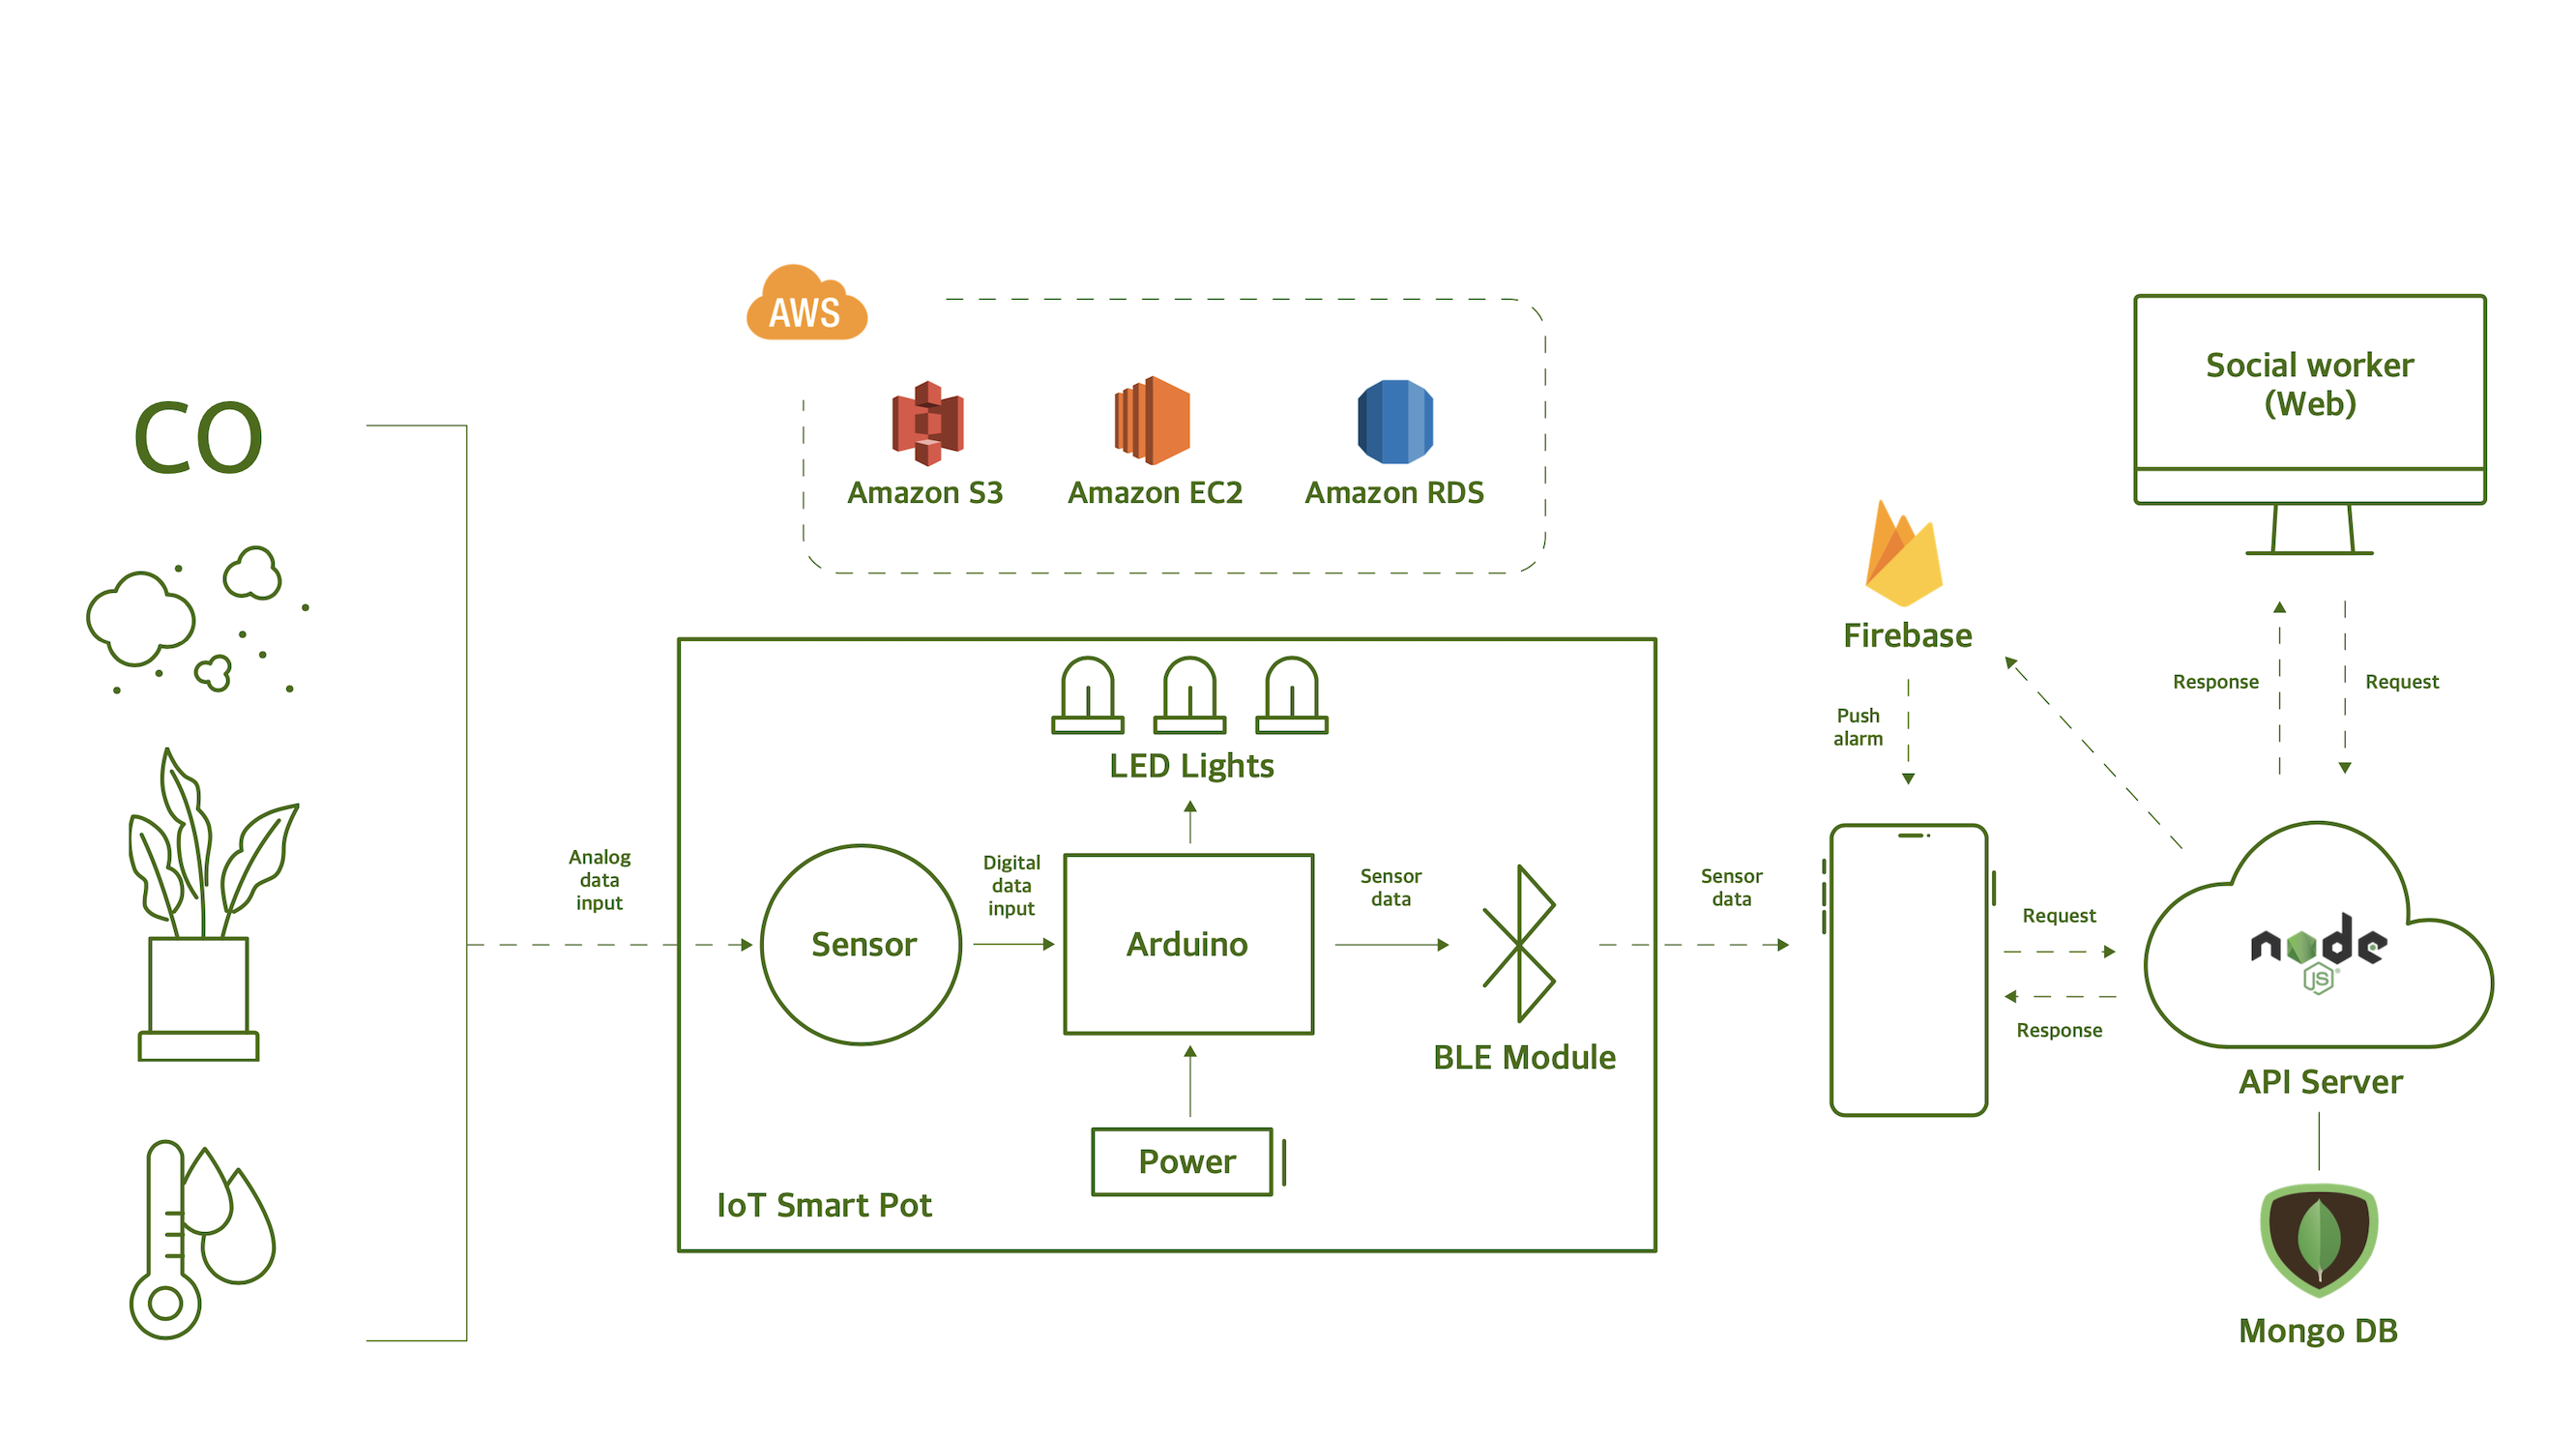 AWS
Amazon S3
Amazon EC2
Amazon RDS
CO
Social worker
(Web)
Firebase
Push
alarm
Response
Request
LED Lights
Analog
data
input
Sensor
Digital
data
input
Arduino
Sensor
data
BLE Module
Sensor
data
Request
Response
node
JS
API Server
Power
IoT Smart Pot
Mongo DB